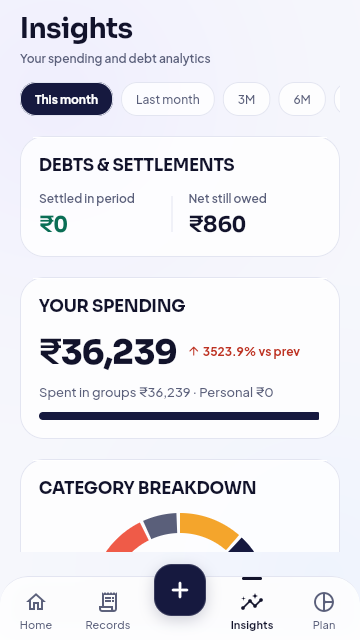 Insights
Your spending and debt analytics
This month
Last month
3M
6M
DEBTS & SETTLEMENTS
Settled in period
Net still owed
₹0
₹860
YOUR SPENDING
₹36,239
↑ 3523.9% vs prev
Spent in groups ₹36,239 · Personal ₹0
CATEGORY BREAKDOWN
+
Home
Records
Insights
Plan